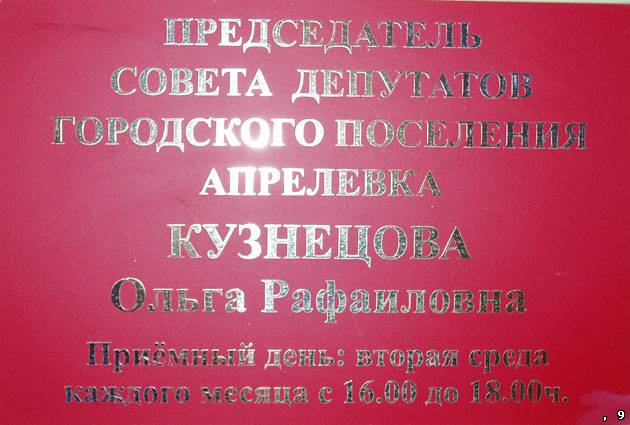 ПРЕДСЕДАТЕЛЬ
СОВЕТА ДЕПУТАТОВ
ГОРОДСКОГО ПОСЕЛЕНИЯ
АПРЕЛЕВКА
КУЗНЕЦОВА
Ольга Рафаиловна
Приёмный день: вторая среда
каждого месяца с 16.00 до 18.00ч.
, 9